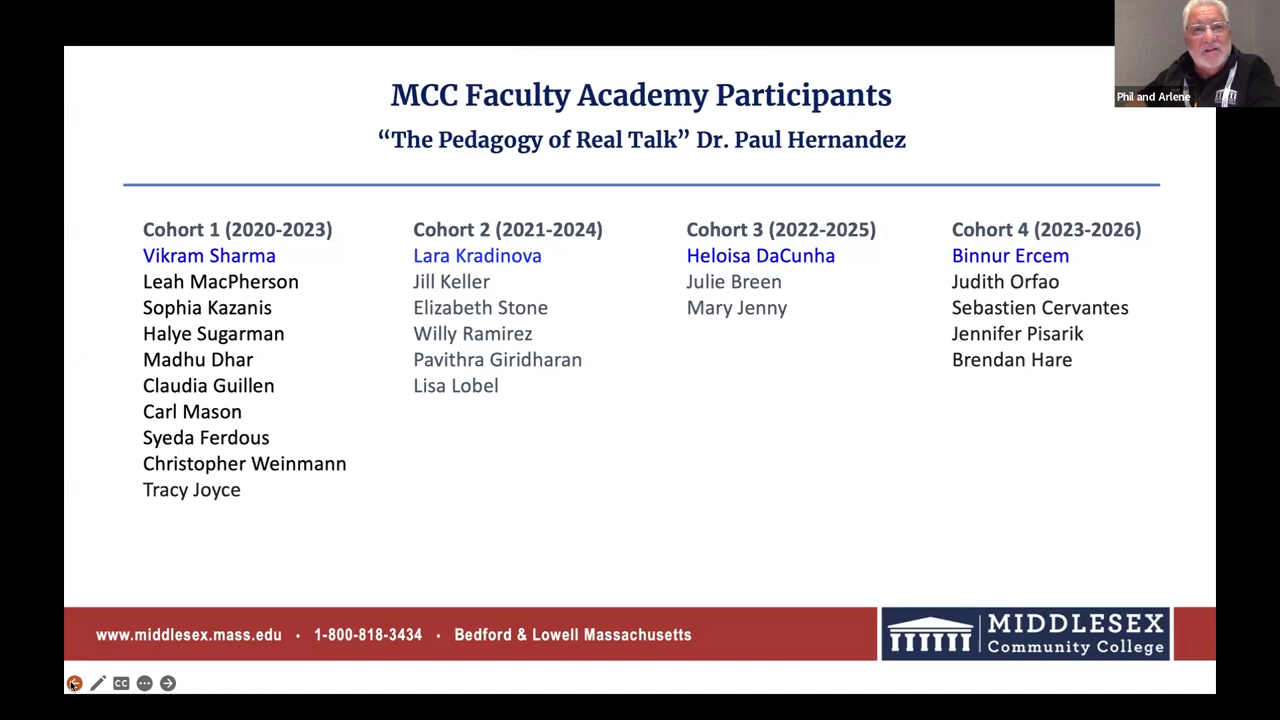 MCC Faculty Academy Participants
“The Pedagogy of Real Talk” Dr. Paul Hernandez
Phil and Arlene
Cohort 1 (2020-2023)
Vikram Sharma
Leah MacPherson
Sophia Kazanis
Halye Sugarman
Madhu Dhar
Claudia Guillen
Carl Mason
Syeda Ferdous
Christopher Weinmann
Tracy Joyce
Cohort 2 (2021-2024)
Lara Kradinova
Jill Keller
Elizabeth Stone
Willy Ramirez
Pavithra Giridharan
Lisa Lobel
Cohort 3 (2022-2025)
Heloisa DaCunha
Julie Breen
Mary Jenny
Cohort 4 (2023-2026)
Binnur Ercem
Judith Orfao
Sebastien Cervantes
Jennifer Pisarik
Brendan Hare
www.middlesex.mass.edu • 1-800-818-3434 • Bedford & Lowell Massachusetts
MIDDLESEX
Community College
CC